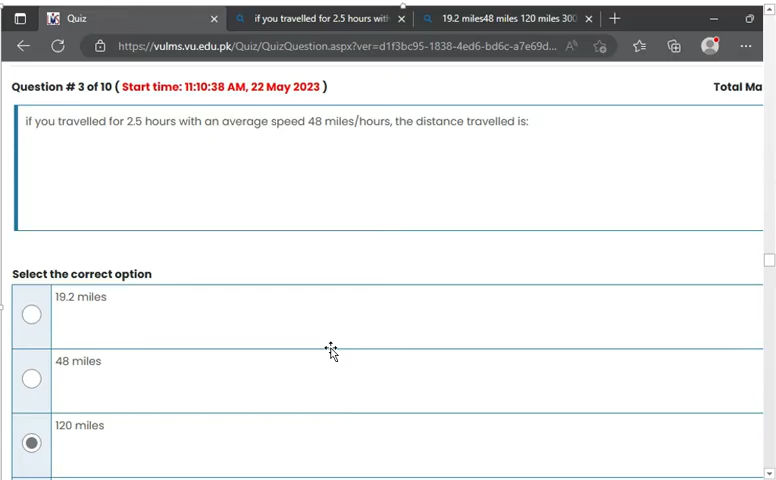 Quiz
if you travelled for 2.5 hours with
19.2 miles48 miles 120 miles 300
https://vulms.vu.edu.pk/Quiz/QuizQuestion.aspx?ver=d1f3bc95-1838-4ed6-bd6c-a7e69d...
Question # 3 of 10 ( Start time: 11:10:38 AM, 22 May 2023 )
Total Ma
if you travelled for 2.5 hours with an average speed 48 miles/hours, the distance travelled is:
Select the correct option
19.2 miles
48 miles
120 miles